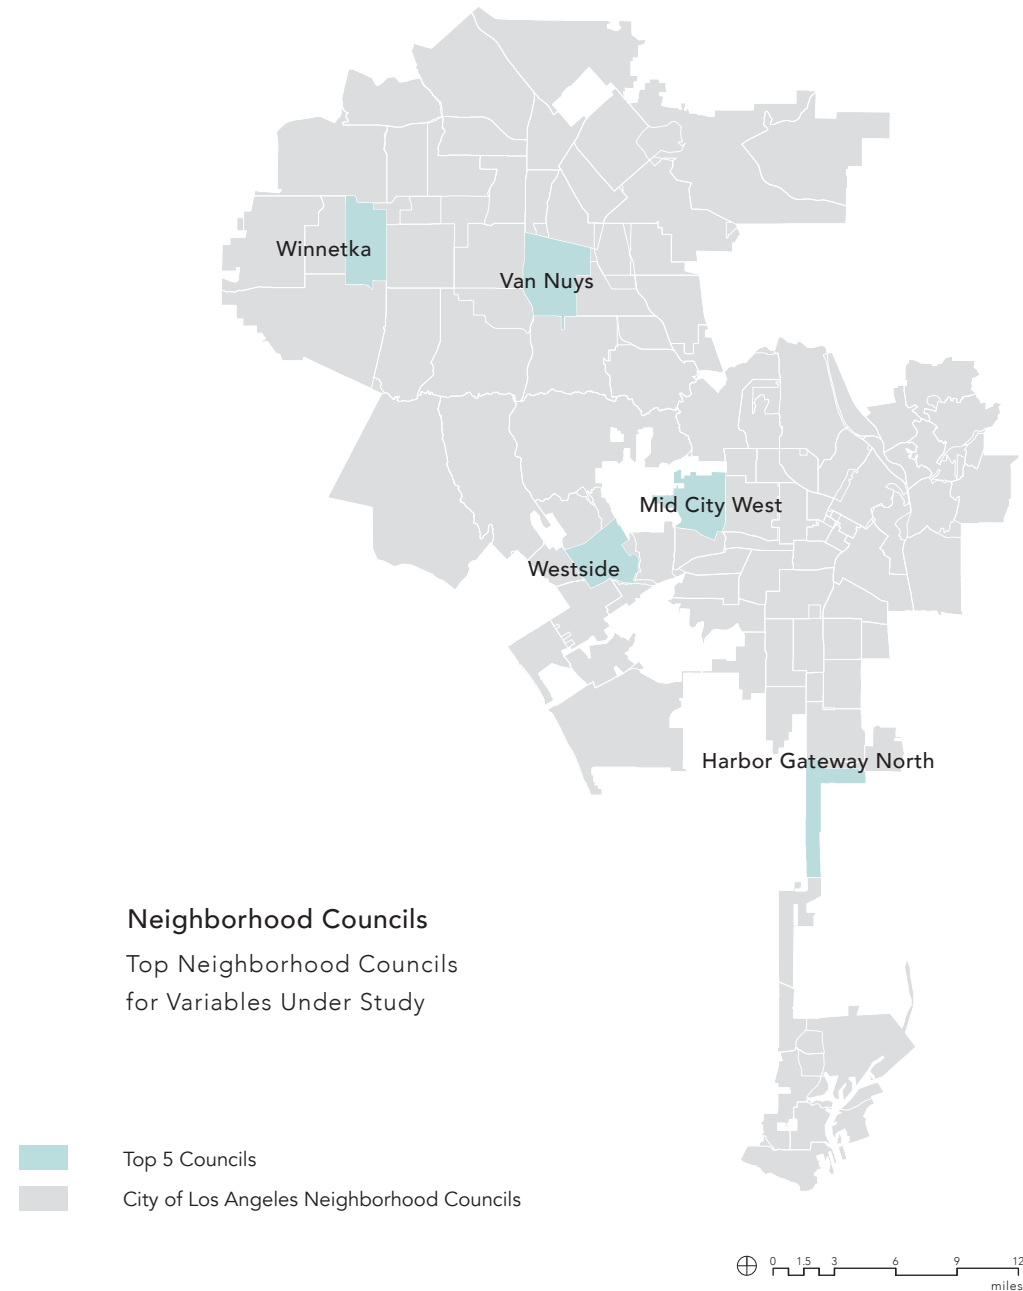 Winnetka
Van Nuys
Mid City West
Westside
Harbor Gateway North
Neighborhood Councils
Top Neighborhood Councils
for Variables Under Study
Top 5 Councils
City of Los Angeles Neighborhood Councils
0 1.5 3 6 9 12
miles